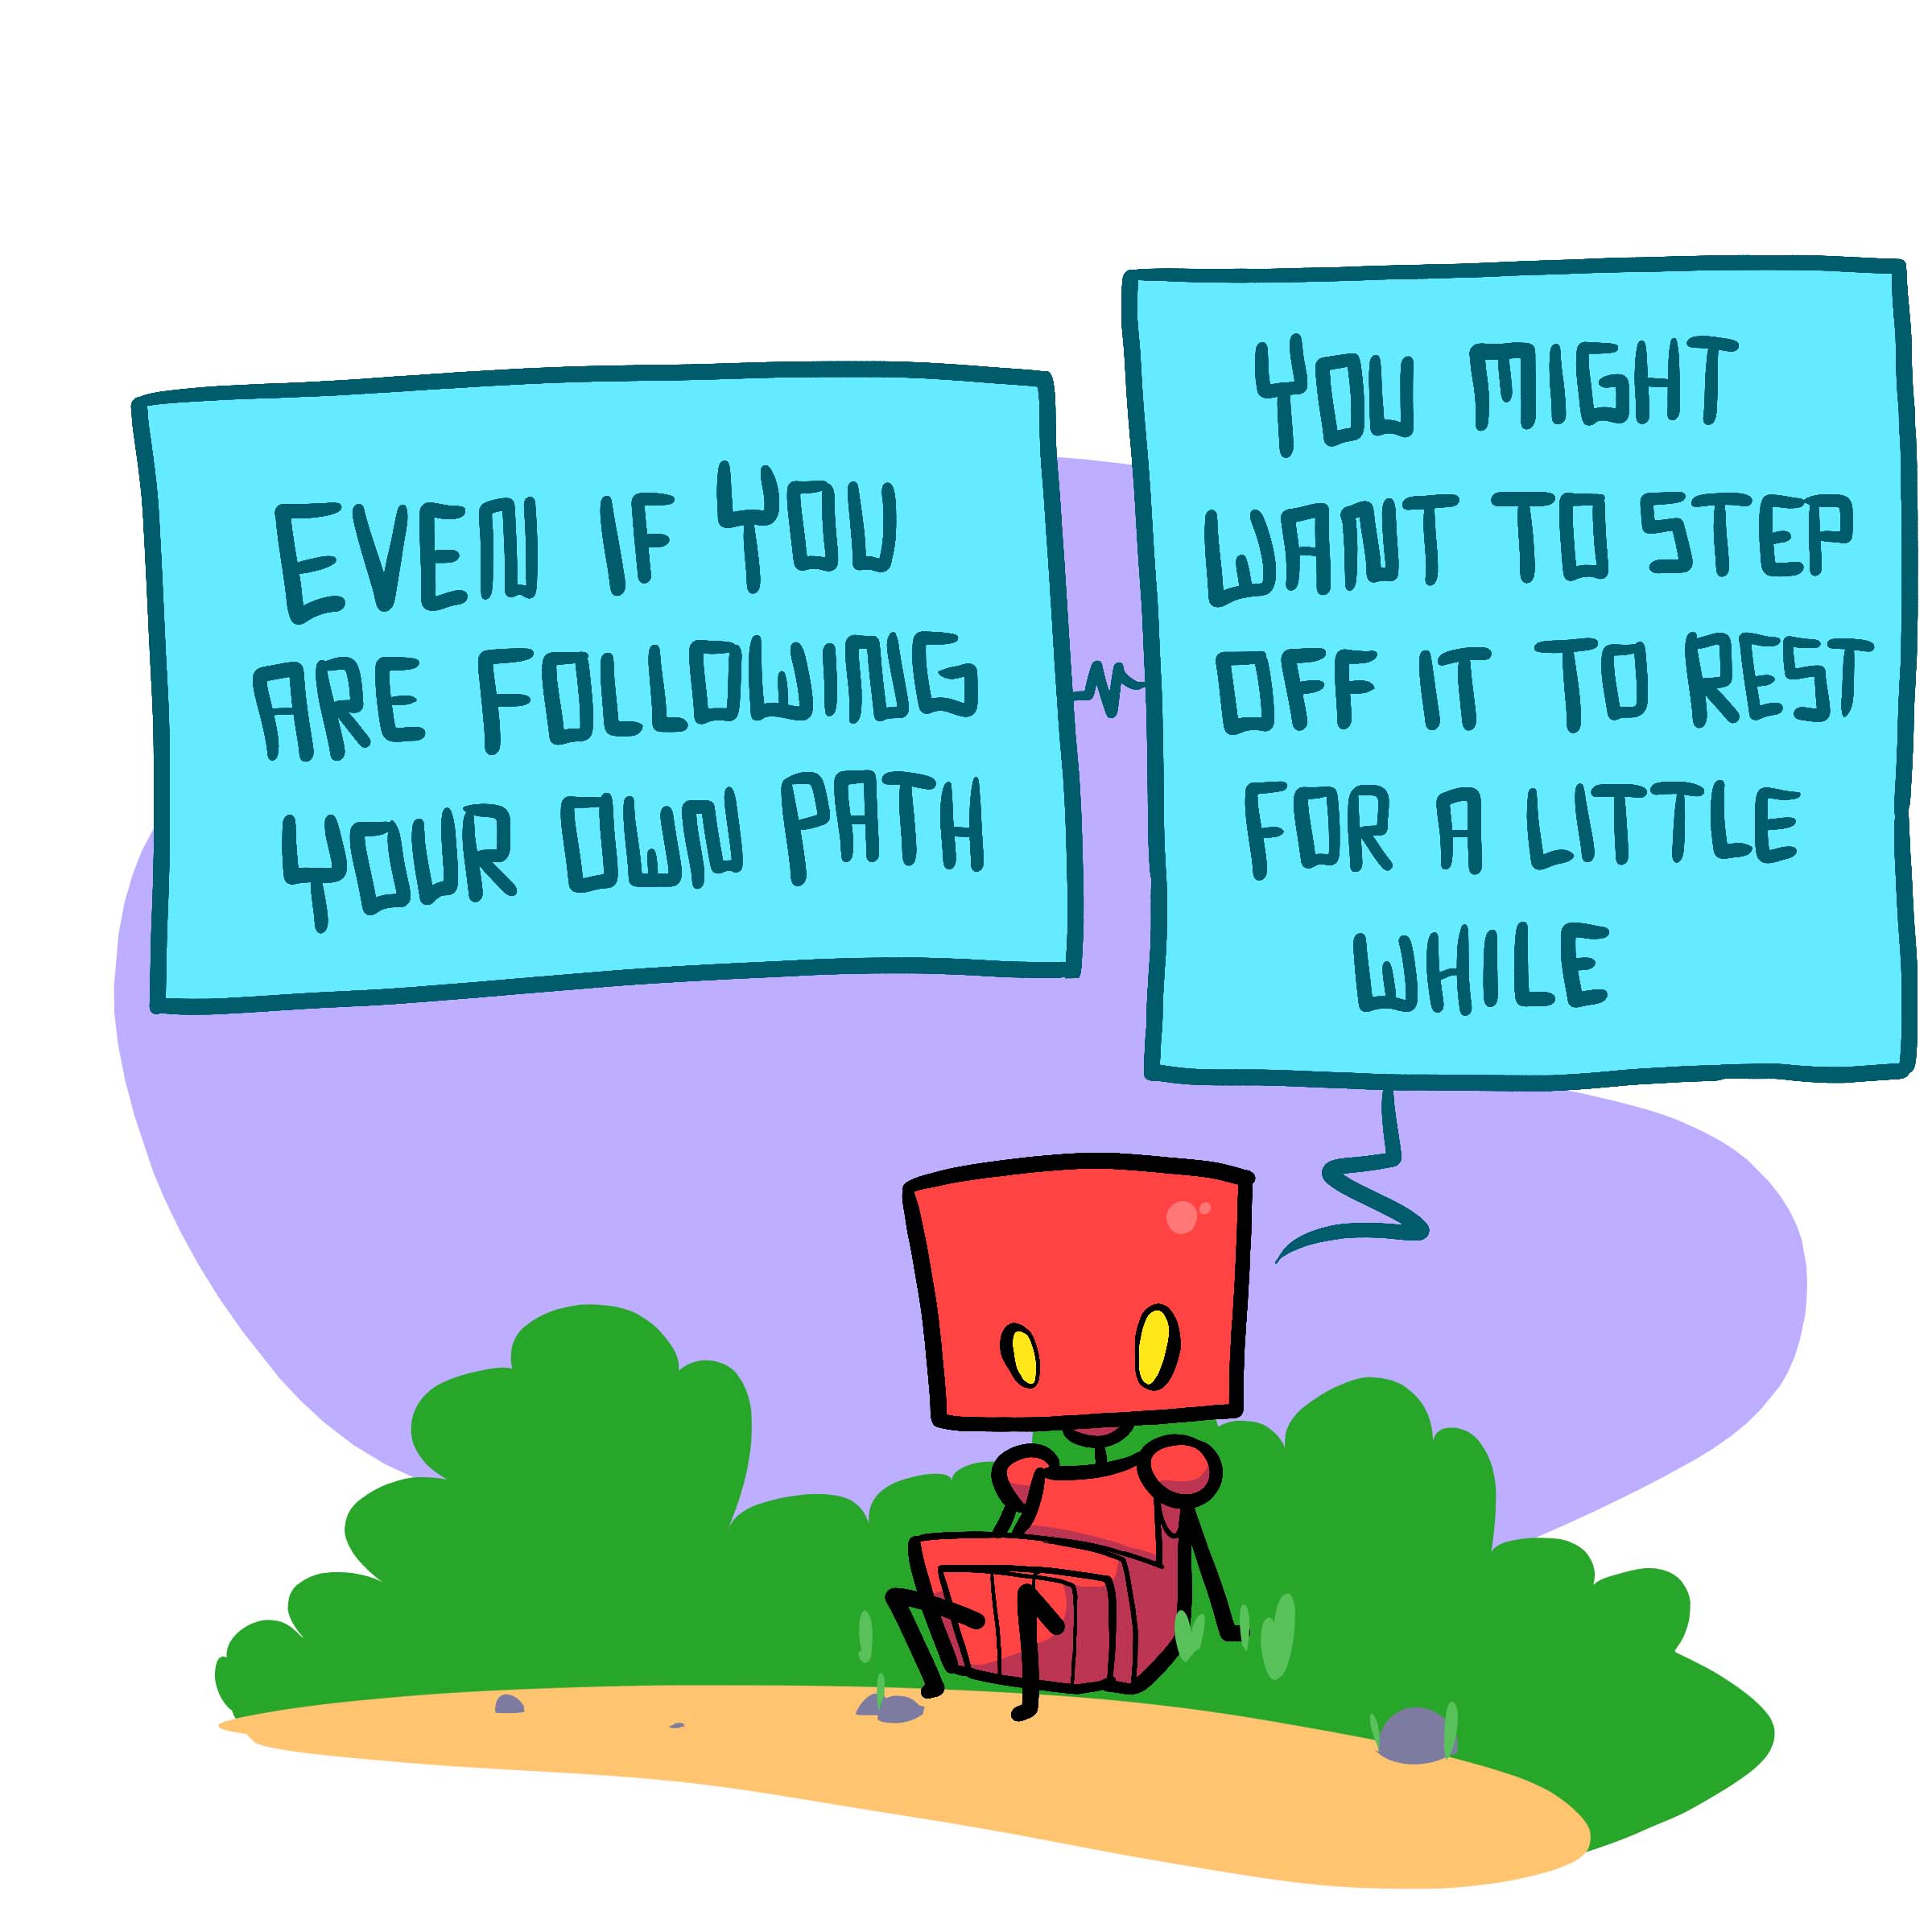 EVEN IF YOU
ARE FOLLOWING
YOUR OWN PATH
YOU MIGHT
WANT TO STEP
OFF IT TO REST
FOR A LITTLE
WHILE